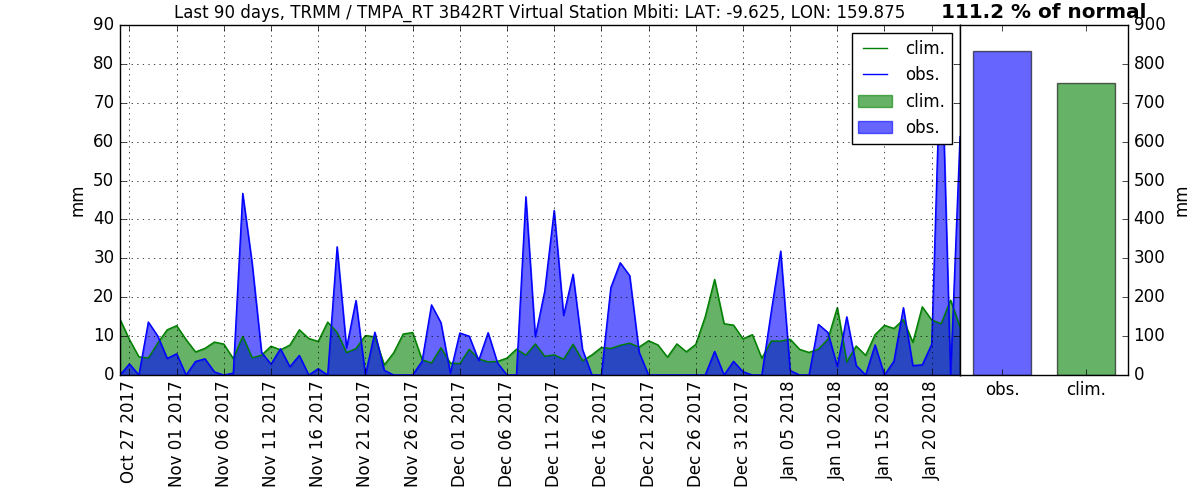 Last 90 days, TRMM / TMPA_RT 3B42RT Virtual Station Mbiti: LAT: -9.625, LON: 159.875
111.2 % of normal
90
80
70
60
50
40
30
20
10
0
mm
clim.
obs.
clim.
obs.
900
800
700
600
500
400
300
200
100
0
mm
Oct 27 2017
Nov 01 2017
Nov 06 2017
Nov 11 2017
Nov 16 2017
Nov 21 2017
Nov 26 2017
Dec 01 2017
Dec 06 2017
Dec 11 2017
Dec 16 2017
Dec 21 2017
Dec 26 2017
Dec 31 2017
Jan 05 2018
Jan 10 2018
Jan 15 2018
Jan 20 2018
obs.
clim.